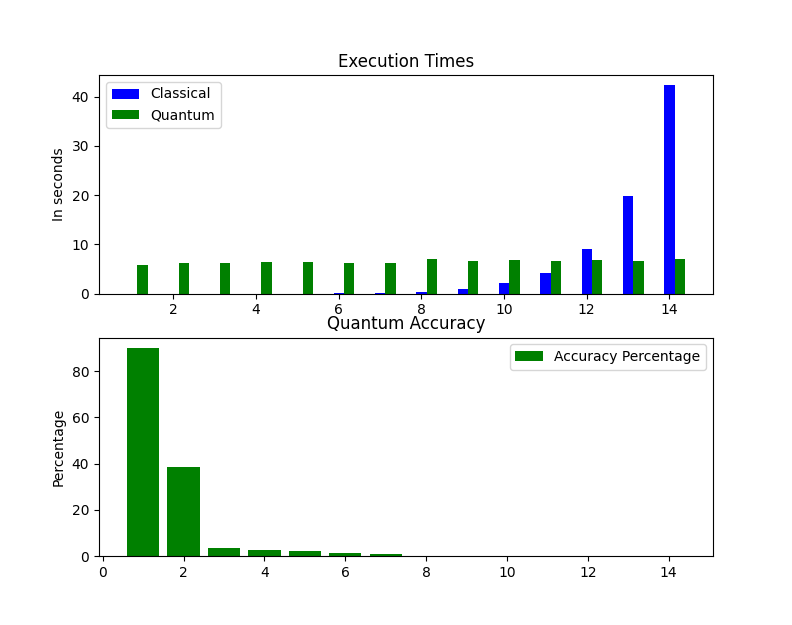 Execution Times
Classical
Quantum
In seconds
40
30
20
10
0
2 4 6 8 10 12 14
Quantum Accuracy
Accuracy Percentage
Percentage
80
60
40
20
0
0 2 4 6 8 10 12 14